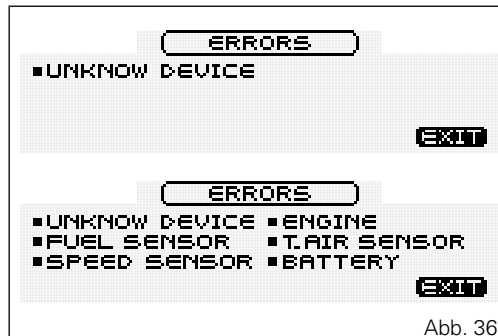 ERRORS
▪UNKNOW DEVICE
EXIT
ERRORS
▪UNKNOW DEVICE ▪ENGINE
▪FUEL SENSOR ▪T.AIR SENSOR
▪SPEED SENSOR ▪BATTERY
EXIT
Abb. 36